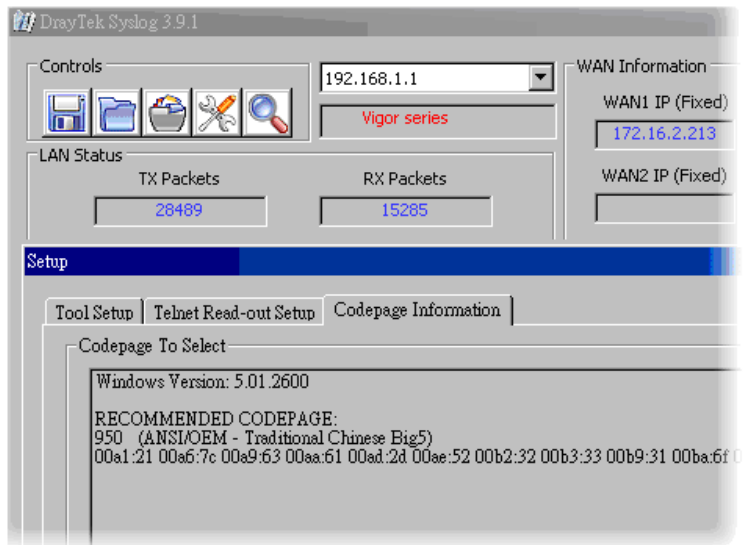 DrayTek Syslog 3.9.1
Controls
192.168.1.1
Vigor series
WAN Information
WAN1 IP (Fixed)
172.16.2.213
WAN2 IP (Fixed)
LAN Status
TX Packets
RX Packets
28489
15285
Setup
Tool Setup
Telnet Read-out Setup
Codepage Information
Codepage To Select
Windows Version: 5.01.2600
RECOMMENDED CODEPAGE:
950 (ANSI/OEM - Traditional Chinese Big5)
00a1:21 00a6:7c 00a9:63 00aa:61 00ad:2d 00ae:52 00b2:32 00b3:33 00b9:31 00ba:6f